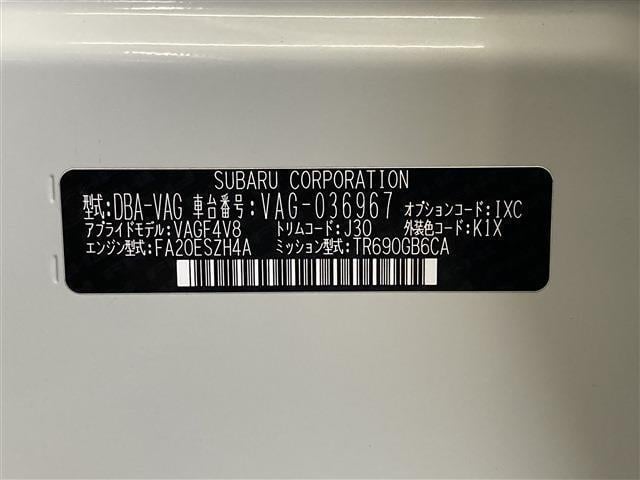 SUBARU CORPORATION
型式:DBA-VAG 車台番号:VAG-036967 オプションコード:IXC
アプライドモデル:VAGF4V8 トリムコード:J30 外装色コード:K1X
エンジン型式:FA20ESZH4A ミッション型式:TR690GB6CA